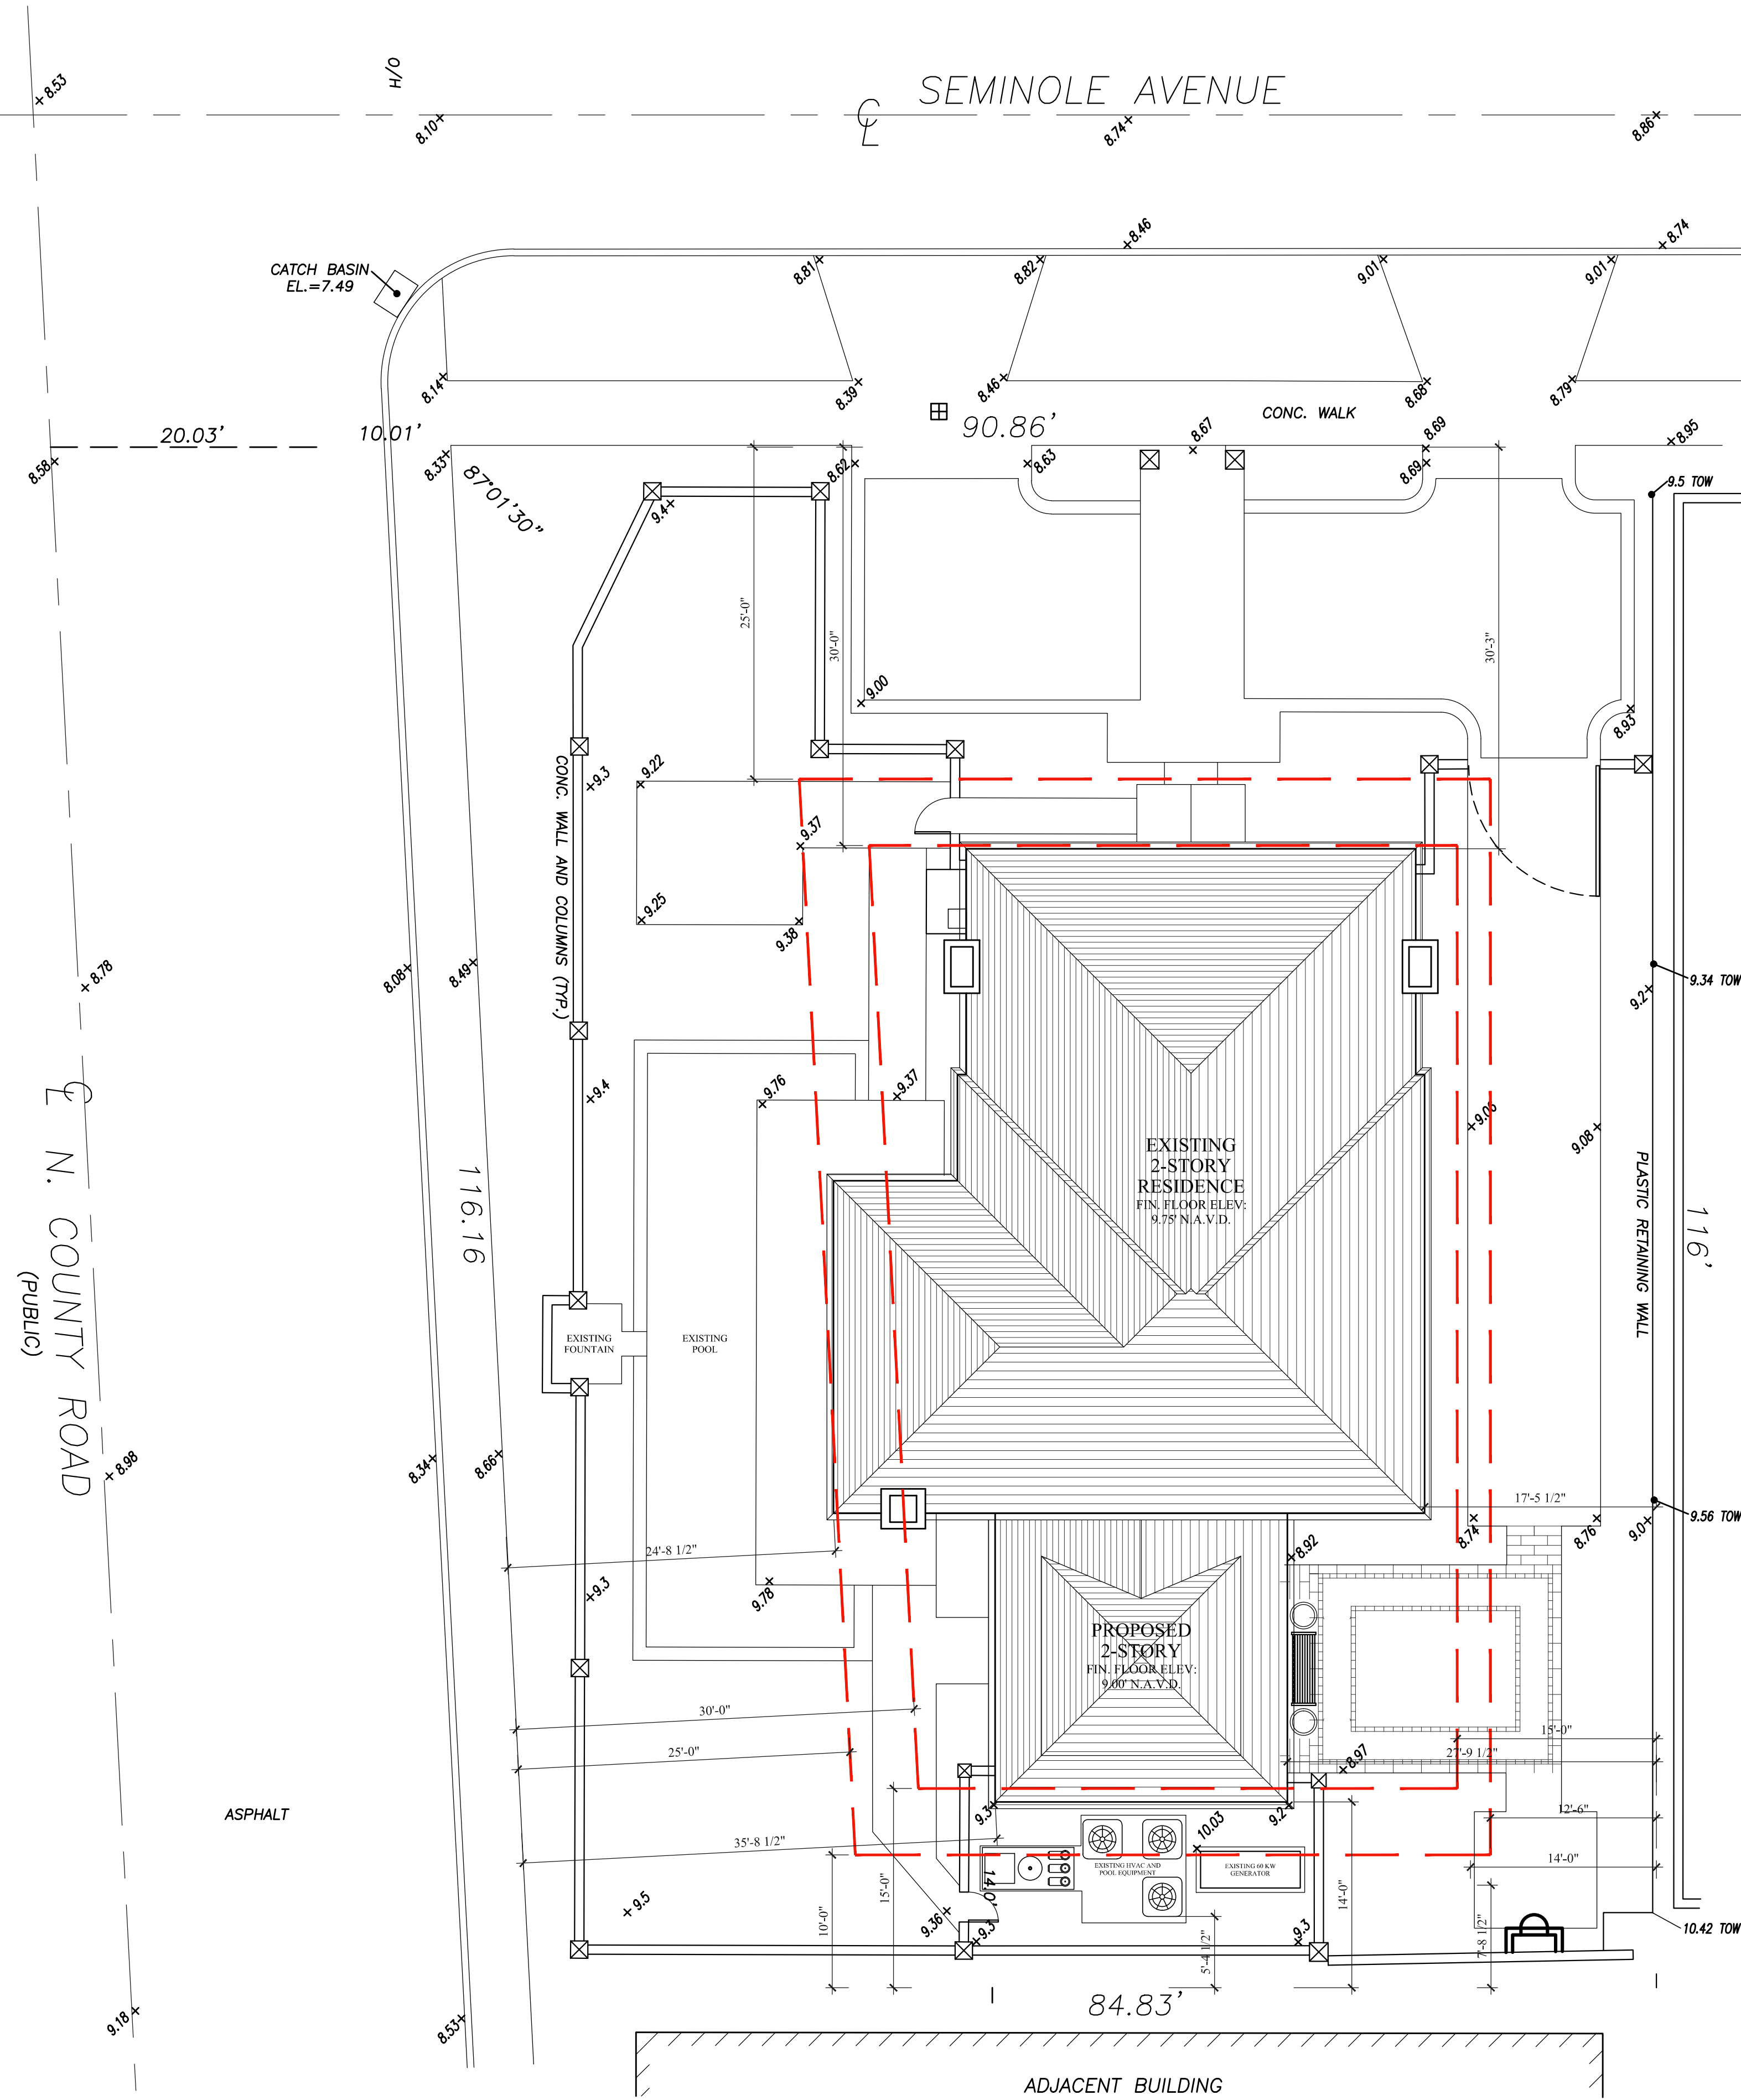 SEMINOLE AVENUE
H/O
8.53
8.10
8.74
8.86
8.46
8.74
CATCH BASIN
EL.=7.49
8.81
8.82
9.01
9.01
8.14
8.39
8.46
8.68
8.79
CONC. WALK
20.03'
10.01'
90.86'
8.58
8.33
87°01'30"
8.62
8.63
8.67
8.69
8.69
8.95
9.5 TOW
9.4
25'-0"
30'-0"
30'-3"
9.00
8.93
9.3
9.22
9.37
CONC. WALL AND COLUMNS (TYP.)
9.25
9.38
8.78
8.08
8.49
9.34 TOW
9.2
9.4
9.76
9.37
9.06
9.08
EXISTING
2-STORY
RESIDENCE
FIN. FLOOR ELEV:
9.75' N.A.V.D.
PLASTIC RETAINING WALL
116'
116.16
℄ N. COUNTY ROAD
(PUBLIC)
EXISTING
FOUNTAIN
EXISTING
POOL
8.98
8.34
8.66
17'-5 1/2"
9.56 TOW
8.74
8.76
9.0
24'-8 1/2"
8.92
9.3
9.78
PROPOSED
2-STORY
FIN. FLOOR ELEV:
9.00' N.A.V.D.
30'-0"
25'-0"
15'-0"
27'-9 1/2"
8.97
ASPHALT
9.3
9.2
10.03
12'-6"
35'-8 1/2"
EXISTING HVAC AND
POOL EQUIPMENT
EXISTING 60 KW
GENERATOR
14'-0"
14.0'
15'-0"
10'-0"
14'-0"
9.5
9.36
9.3
9.3
5'-4 1/2"
7'-8 1/2"
10.42 TOW
9.18
8.53
84.83'
ADJACENT BUILDING